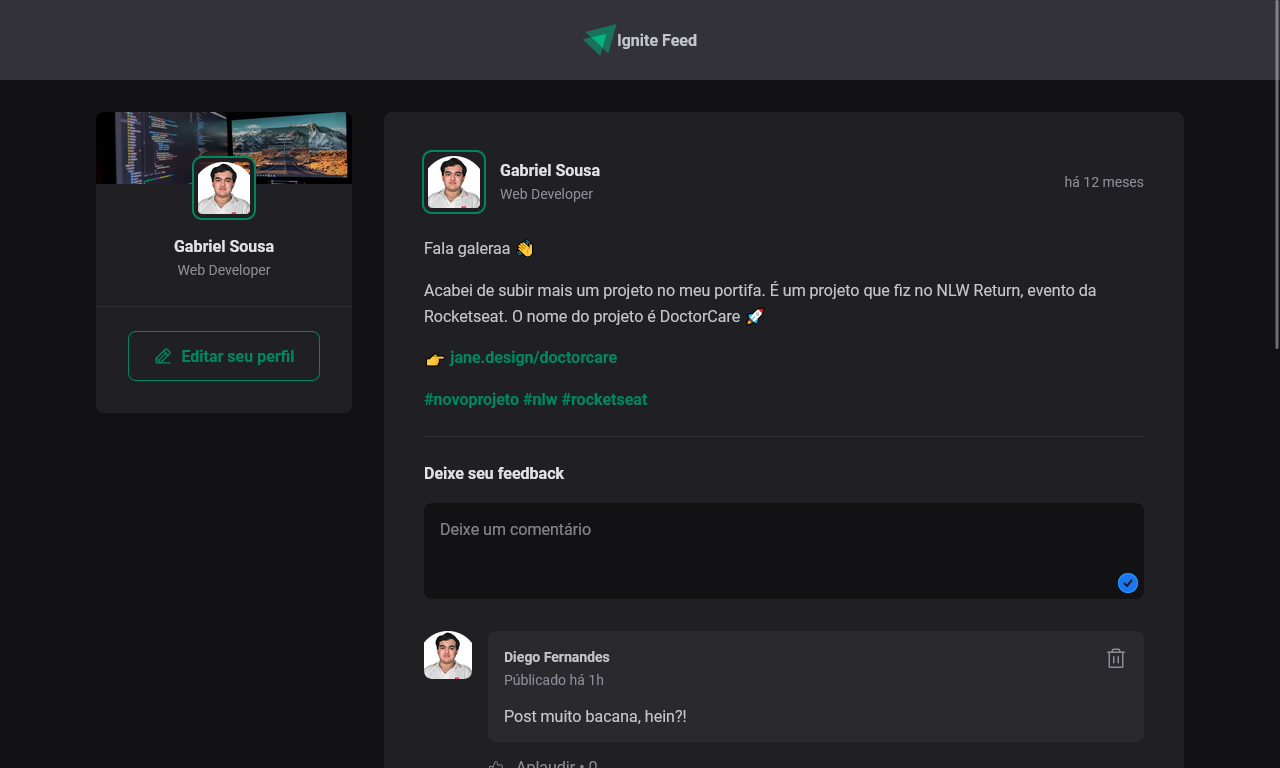 Ignite Feed
Gabriel Sousa
Web Developer
Editar seu perfil
Gabriel Sousa
Web Developer
há 12 meses
Fala galeraa 👋
Acabei de subir mais um projeto no meu portifa. É um projeto que fiz no NLW Return, evento da
Rocketseat. O nome do projeto é DoctorCare 🚀
👉 jane.design/doctorcare
#novoprojeto #nlw #rocketseat
Deixe seu feedback
Deixe um comentário
Diego Fernandes
Públicado há 1h
Post muito bacana, hein?!
Aplaudir • 0